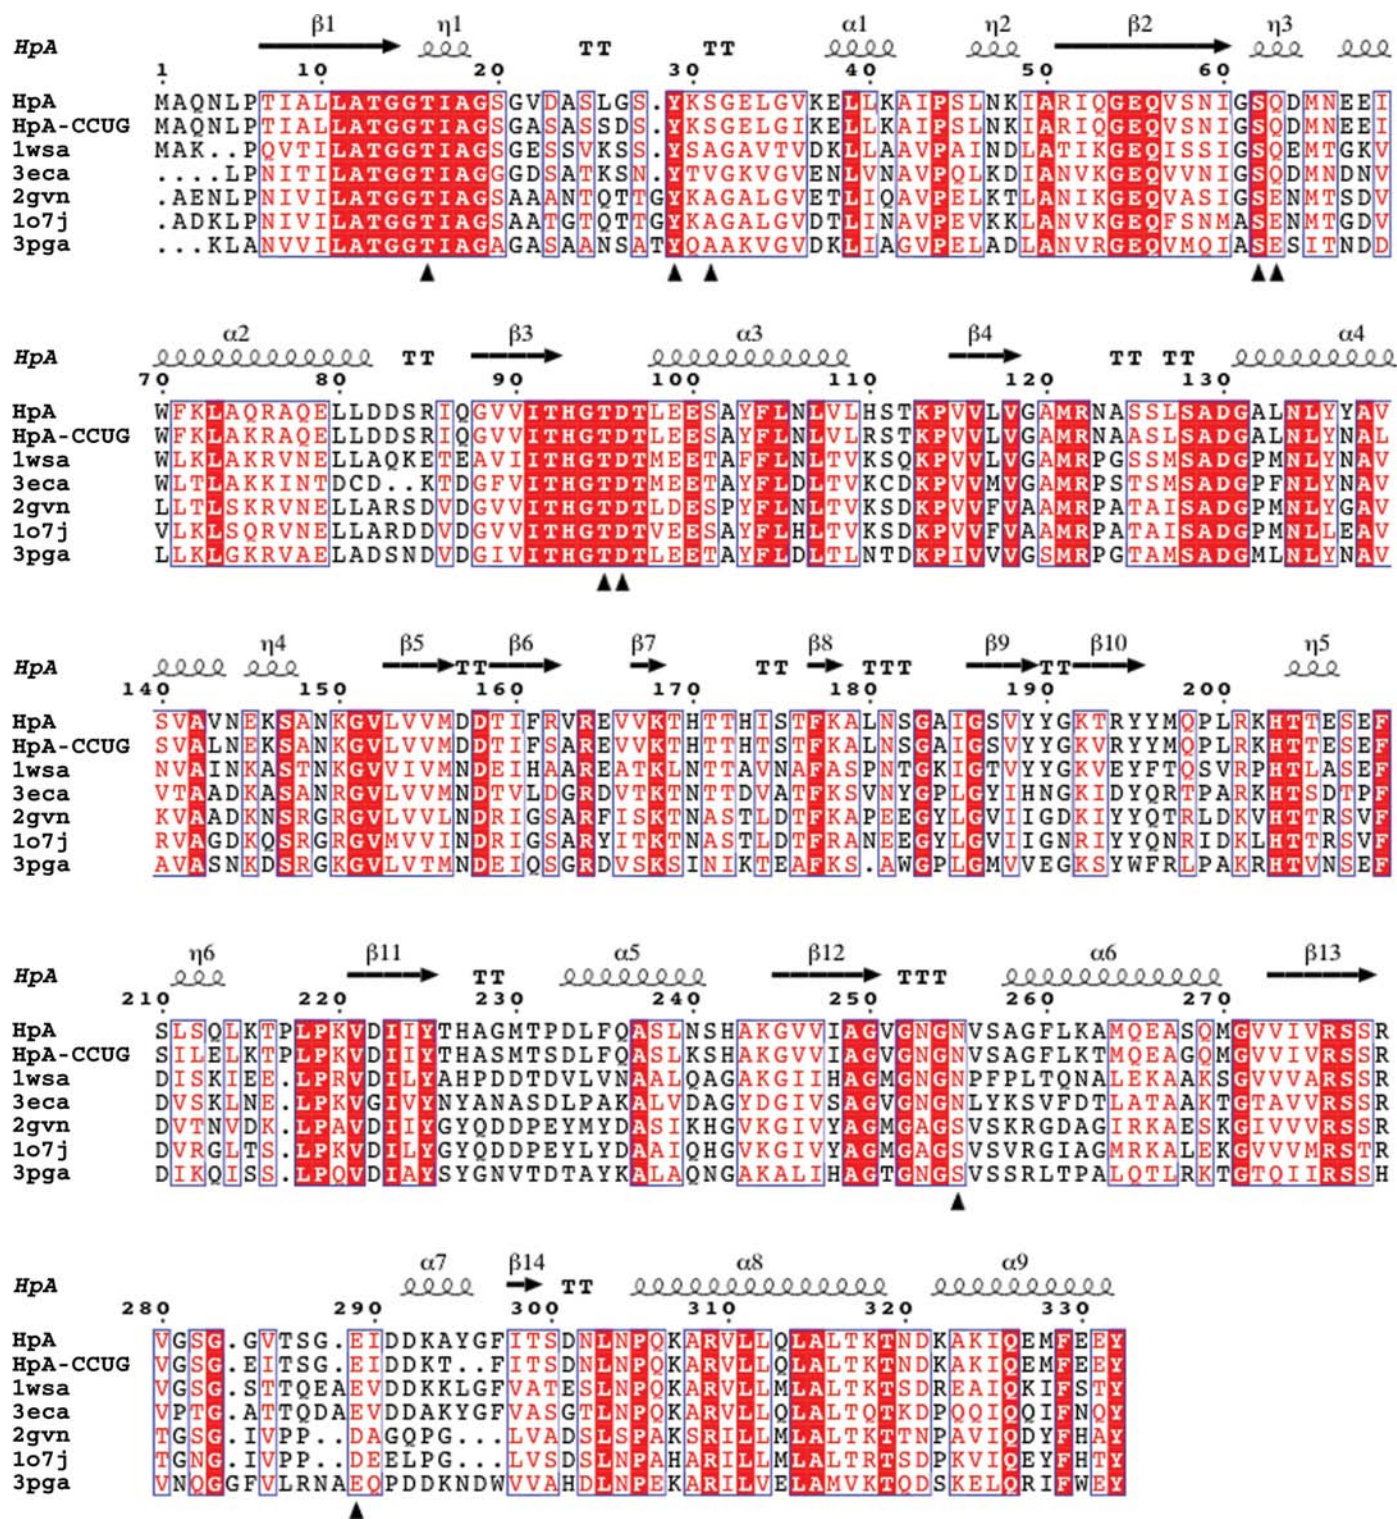 β1 η1 α1 η2 β2 η3
HpA TT TT
1 10 20 30 40 50 60
HpA MAQNLPTIALLATGGTIAGSGVDASLGS.YKSGELGVKELLKAIPSLNKIARIQGEQVSNIGSQDMNEEI
HpA-CCUG MAQNLPTIALLATGGTIAGSGASASSDS.YKSGELGIKELLKAIPSLNKIARIQGEQVSNIGSQDMNEEI
1wsa MAK..PQVTILATGGTIAGSGESSVKSS.YSAGAVTVDKLLAAVPAINDLATIKGEQISSIGSQEMTGKV
3eca ....LPNITILATGGTIAGGGDSATKSN.YTVGKVGVENLVNAVPQLKDIANVKGEQVVNIGSQDMNDNV
2gvn .AENLPNIVILATGGTIAGSAAANTQTTGYKAGALGVETLIQAVPELKTLANIKGEQVASIGSENMTSDV
1o7j .ADKLPNIVILATGGTIAGSAATGTQTTGYKAGALGVDTLINAVPEVKKLANVKGEQFSNMASENMTGDV
3pga ...KLANVVILATGGTIAGAGASAANSATYQAAKVGVDKLIAGVPELADLANVRGEQVMQIASESITNDD
α2 β3 α3 β4 α4
HpA TT TT TT
70 80 90 100 110 120 130
HpA WFKLAQRAQELLDDSRIQGVVITHGTDTLEESAYFLNLVLHSTKPVVLVGAMRNASSLSADGALNLYYAV
HpA-CCUG WFKLAKRAQELLDDSRIQGVVITHGTDTLEESAYFLNLVLRSTKPVVLVGAMRNAASLSADGALNLYNAL
1wsa WLKLAKRVNELLAQKETEAVIITHGTDTMEETAFFLNLTVKSQKPVVLVGAMRPGSSMSADGPMNLYNAV
3eca WLTLAKKINTDCD..KTDGFVITHGTDTMEETAYFLDLTVKCDKPVVMVGAMRPSTSMSADGPFNLYNAV
2gvn LLTLSKRVNELLARSDVDGVVITHGTDTLDESPYFLNLTVKSDKPVVFVAAMRPATAISADGPMNLYGAV
1o7j VLKLSQRVNELLARDDVDGVVITHGTDTVEESAYFLHLTVKSDKPVVFVAAMRPATAISADGPMNLLEAV
3pga LLKLGKRVAELADSNDVDGIVITHGTDTLEETAYFLDLTLNTDKPIVVVGSMRPGTAMSADGMLNLYNAV
η4 β5 β6 β7 β8 β9 β10 η5
HpA TT TT TTT TT
140 150 160 170 180 190 200
HpA SVAVNEKSANKGVLVVMDDTIFRVREVVKTHTTHISTFKALNSGAIGSVYYGKTRYYMQPLRKHTTESEF
HpA-CCUG SVALNEKSANKGVLVVMDDTIFSAREVVKTHTTHTSTFKALNSGAIGSVYYGKVRYYMQPLRKHTTESEF
1wsa NVAINKASTNKGVVIVMNDEIHAAREATKLNTTAVNAFASPNTGKIGTVYYGKVEYFTQSVRPHTLASEF
3eca VTAADKASANRGVLVVMNDTVLDGRDVTKTNTTDVATFKSVNYGPLGYIHNGKIDYQRTPARKHTSDTPF
2gvn KVAADKNSRGRGVLVVLNDRIGSARFISKTNASTLDTFKAPEEGYLGVIIGDKIYYQTRLDKVHTTRSVF
1o7j RVAGDKQSRGRGVMVVINDRIGSARYITKTNASTLDTFRANEEGYLGVIIGNRIYYQNRIDKLHTTRSVF
3pga AVASNKDSRGKGVLVTMNDEIQSGRDVSKSINIKTEAFKS.AWGPLGMVVEGKSYWFRLPAKRHTVNSEF
η6 β11 α5 β12 α6 β13
HpA TT TTT
210 220 230 240 250 260 270
HpA SLSQLKTPLPKVDIIYTHAGMTPDLFQASLNSHAKGVVIAGVGNGNVSAGFLKAMQEASQMGVVIVRSSR
HpA-CCUG SILELKTPLPKVDIIYTHASMTSDLFQASLKSHAKGVVIAGVGNGNVSAGFLKTMQEAGQMGVVIVRSSR
1wsa DISKIEE.LPRVDILYAHPDDTDVLVNAALQAGAKGIIHAGMGNGNPFPLTQNALEKAAKSGVVVARSSR
3eca DVSKLNE.LPKVGIVYNYANASDLPAKALVDAGYDGIVSAGVGNGNLYKSVFDTLATAAKTGTAVVRSSR
2gvn DVTNVDK.LPAVDIIYGYQDDPEYMYDASIKHGVKGIVYAGMGAGSVSKRGDAGIRKAESKGIVVVRSSR
1o7j DVRGLTS.LPKVDILYGYQDDPEYLYDAAIQHGVKGIVYAGMGAGSVSVRGIAGMRKALEKGVVVMRSTR
3pga DIKQISS.LPQVDIAYSYGNVTDTAYKALAQNGAKALIHAGTGNGSVSSRLTPALQTLRKTGTQIIRSSH
α7 β14 α8 α9
HpA TT
280 290 300 310 320 330
HpA VGSG.GVTSG.EIDDKAYGFITSDNLNPQKARVLLQLALTKTNDKAKIQEMFEEY
HpA-CCUG VGSG.EITSG.EIDDKT..FITSDNLNPQKARVLLQLALTKTNDKAKIQEMFEEY
1wsa VGSG.STTQEAEVDDKKLGFVATESLNPQKARVLLMLALTKTSDREAIQKIFSTY
3eca VPTG.ATTQDAEVDDAKYGFVASGTLNPQKARVLLQLALTQTKDPQQIQQIFNQY
2gvn TGSG.IVPP..DAGQPG...LVADSLSPAKSRILLMLALTKTTNPAVIQDYFHAY
1o7j TGNG.IVPP..DEELPG...LVSDSLNPAHARILLMLALTRTSDPKVIQEYFHTY
3pga VNQGGFVLRNAEQPDDKNDWVVAHDLNPEKARILVELAMVKTQDSKELQRIFWEY